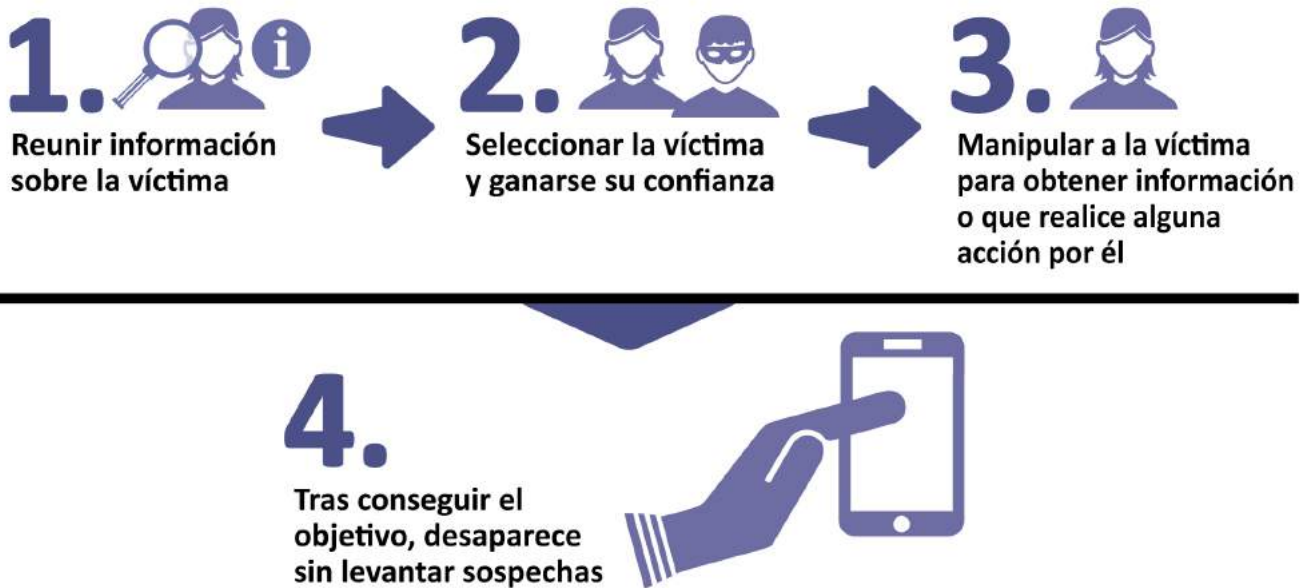 1.
Reunir información
sobre la víctima
2.
Seleccionar la víctima
y ganarse su confianza
3.
Manipular a la víctima
para obtener información
o que realice alguna
acción por él
4.
Tras conseguir el
objetivo, desaparece
sin levantar sospechas